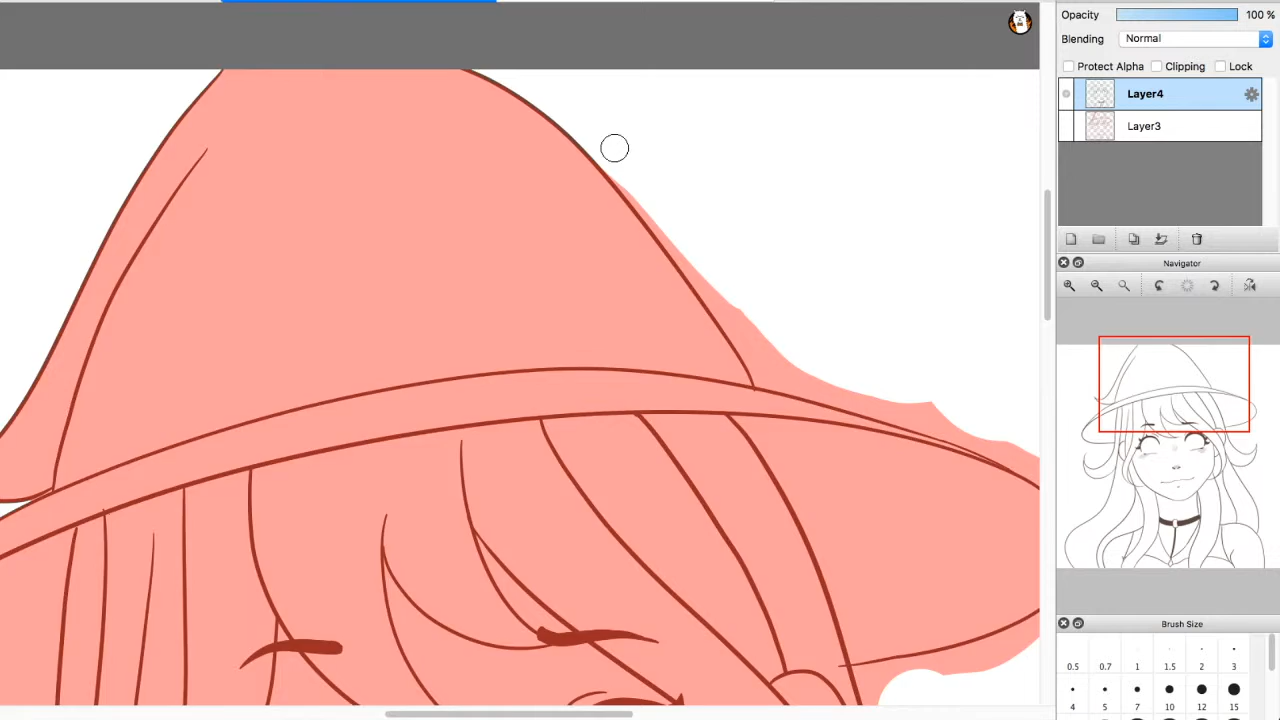 Opacity 100 %
Blending Normal
Protect Alpha Clipping Lock
Layer4
Layer3
Navigator
Brush Size
0.5 0.7 1 1.5 2 3
4 5 7 10 12 15